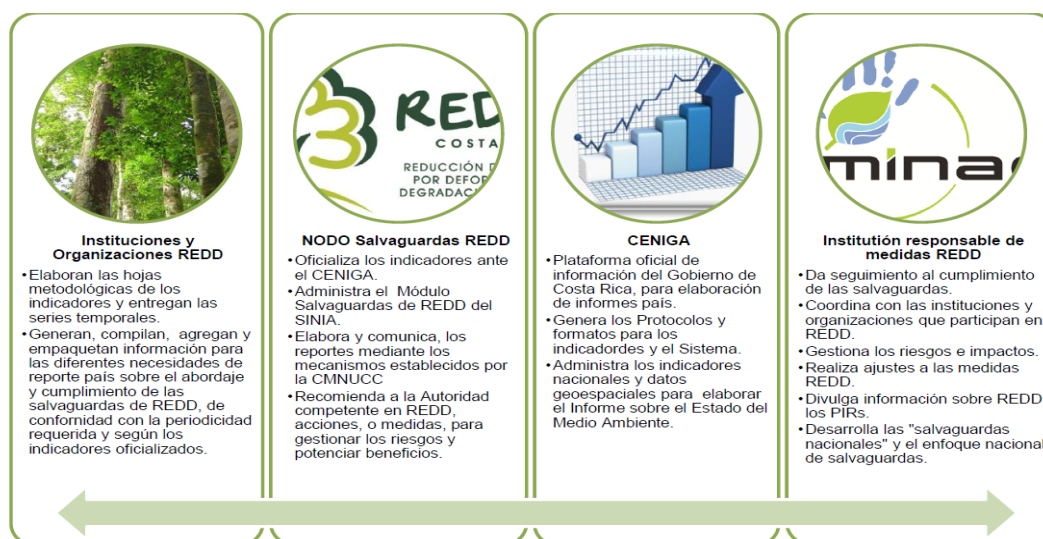 Instituciones y
Organizaciones REDD
•Elaboran las hojas
metodológicas de los
indicadores y entregan las
series temporales.
•Generan, compilan, agregan y
empaquetan información para
las diferentes necesidades de
reporte país sobre el abordaje
y cumplimiento de las
salvaguardas de REDD, de
confornidad con la periodicidad
requerida y según los
indicadores oficializados.
RED
COSTA
REDUCCIÓN D
POR DEFOR
DEGRADACI
NODO Salvaguardas REDD
•Oficializa los indicadores ante
el CENIGA.
•Administra el Módulo
Salvaguardas de REDD del
SINIA.
•Elabora y comunica, los
reportes mediante los
mecanismos establecidos por
la CMNUCC
•Recomienda a la Autoridad
competente en REDD,
acciones, o medidas, para
gestionar los riesgos y
potenciar beneficios.
CENIGA
•Plataforma oficial de
información del Gobierno de
Costa Rica, para elaboración
de informes país.
•Genera los Protocolos y
formatos para los
indicadordes y el Sistema.
•Administra los indicadores
nacionales y datos
geoespaciales para elaborar
el Informe sobre el Estado del
Medio Ambiente.
minae
Institutión responsable de
medidas REDD
•Da seguimiento al cumplimiento
de las salvaguardas.
•Coordina con las instituciones y
organizaciones que participan en
REDD.
•Gestiona los riesgos e impactos.
•Realiza ajustes a las medidas
REDD.
•Divulga información sobre REDD
los PIRs.
•Desarrolla las "salvaguardas
nacionales" y el enfoque nacional
de salvaguardas.